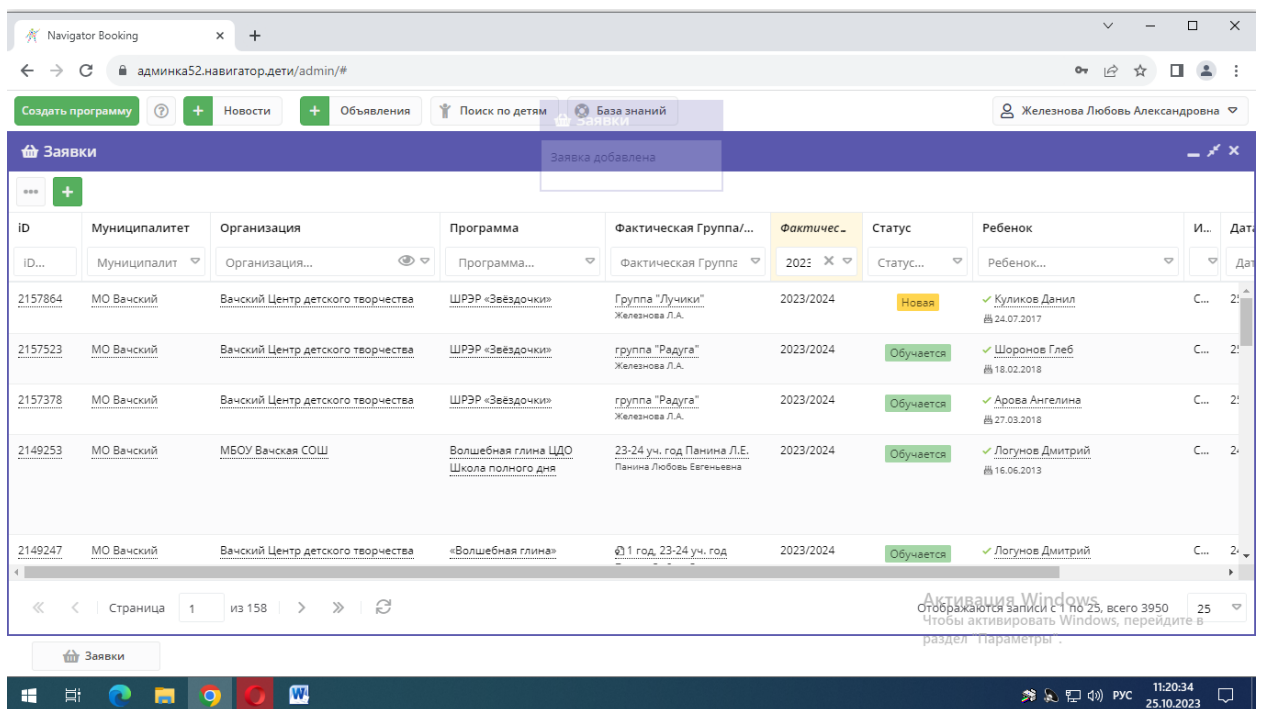 Navigator Booking
админка52.навигатор.дети/admin/#
Создать программу
Новости
Объявления
Поиск по детям
База знаний
Железнова Любовь Александровна
Заявки
Заявки
Заявка добавлена
iD Муниципалитет Организация Программа Фактическая Группа/... Фактичес... Статус Ребенок И...
iD... Муниципалит Организация... Программа... Фактическая Группа Статус... Ребенок...
2157864 МО Вачский Вачский Центр детского творчества ШРЭР «Звёздочки» Группа "Лучики" 2023/2024 Новая Куликов Данил С...
Железнова Л.А. 24.07.2017
2157523 МО Вачский Вачский Центр детского творчества ШРЭР «Звёздочки» группа "Радуга" 2023/2024 Обучается Шоронов Глеб С...
Железнова Л.А. 18.02.2018
2157378 МО Вачский Вачский Центр детского творчества ШРЭР «Звёздочки» группа "Радуга" 2023/2024 Обучается Арова Ангелина С...
Железнова Л.А. 27.03.2018
2149253 МО Вачский МБОУ Вачская СОШ Волшебная глина ЦДО 23-24 уч. год Панина Л.Е. 2023/2024 Обучается Логунов Дмитрий С...
Школа полного дня Панина Любовь Евгеньевна 16.06.2013
2149247 МО Вачский Вачский Центр детского творчества «Волшебная глина» 1 год, 23-24 уч. год 2023/2024 Обучается Логунов Дмитрий С...
Страница 1 из 158
Отображаются записи с 1 по 25, всего 3950 25
Активация Windows
Чтобы активировать Windows, перейдите в
раздел "Параметры".
Заявки
РУС
11:20:34
25.10.2023